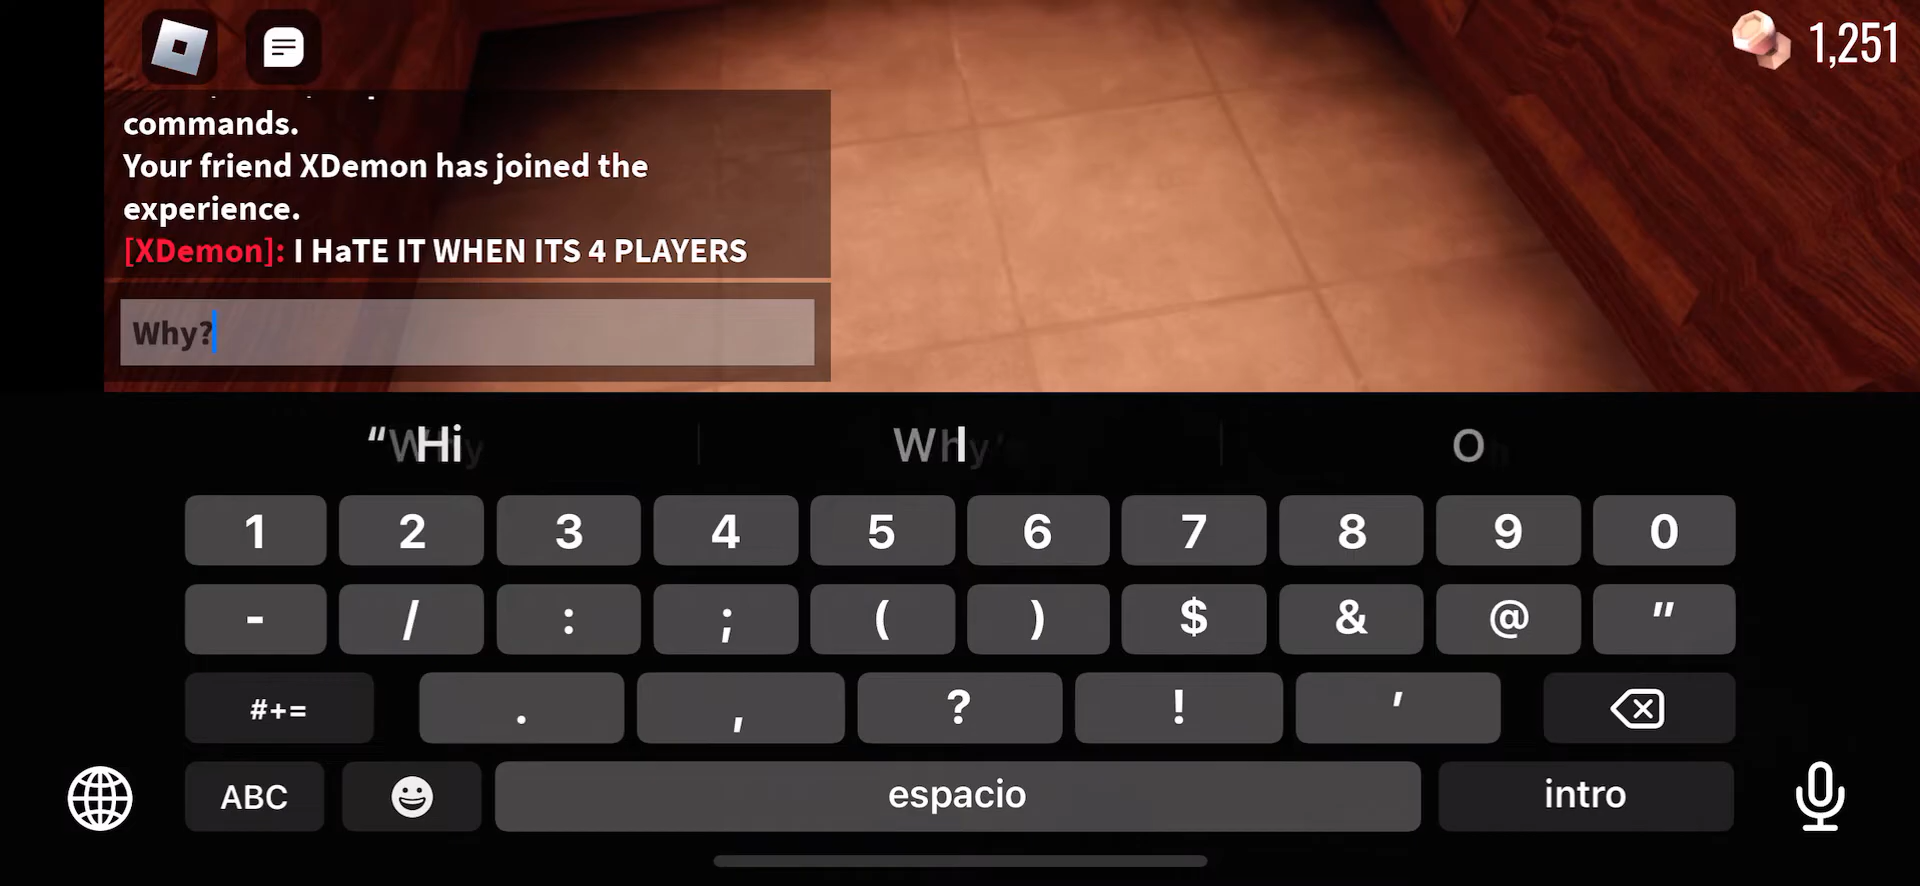 1,251
commands.
Your friend XDemon has joined the
experience.
[XDemon]: I HaTE IT WHEN ITS 4 PLAYERS
Why?
“ Hi I O
1 2 3 4 5 6 7 8 9 0
- / : ; ( ) $ & @ "
#+= . , ? ! '
ABC espacio intro